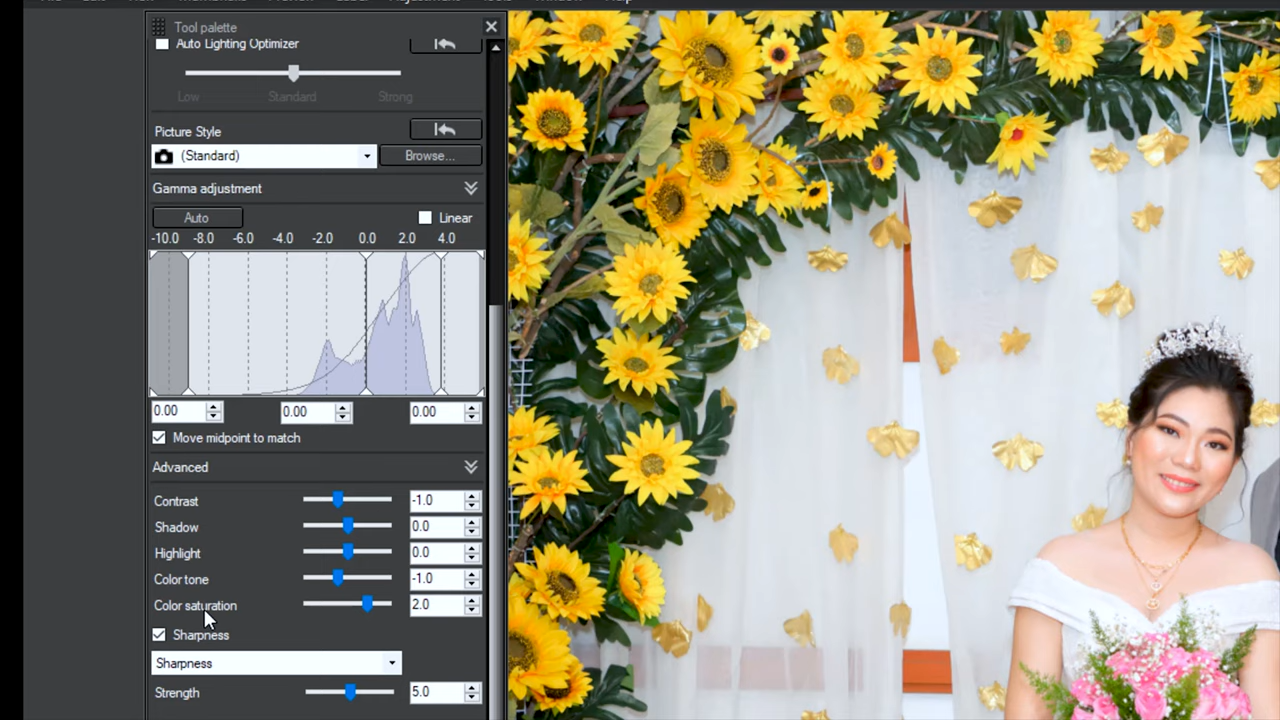 Tool palette
Auto Lighting Optimizer
Low Standard Strong
Picture Style
(Standard) Browse...
Gamma adjustment
Auto Linear
-10.0 -8.0 -6.0 -4.0 -2.0 0.0 2.0 4.0
0.00 0.00 0.00
Move midpoint to match
Advanced
Contrast -1.0
Shadow 0.0
Highlight 0.0
Color tone -1.0
Color saturation 2.0
Sharpness
Sharpness
Strength 5.0